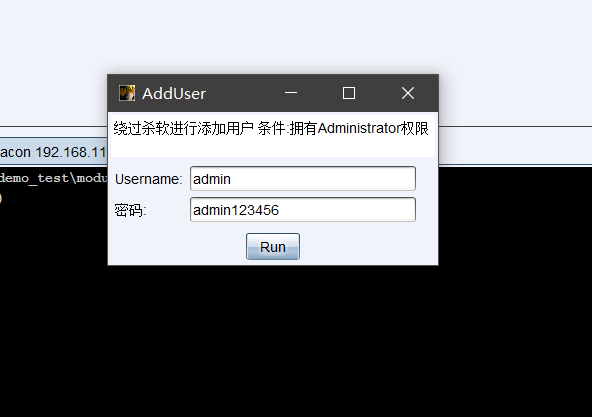 AddUser
绕过杀软进行添加用户 条件:拥有Administrator权限
acon 192.168.11
demo_test\modu
)
Username: admin
密码: admin123456
Run